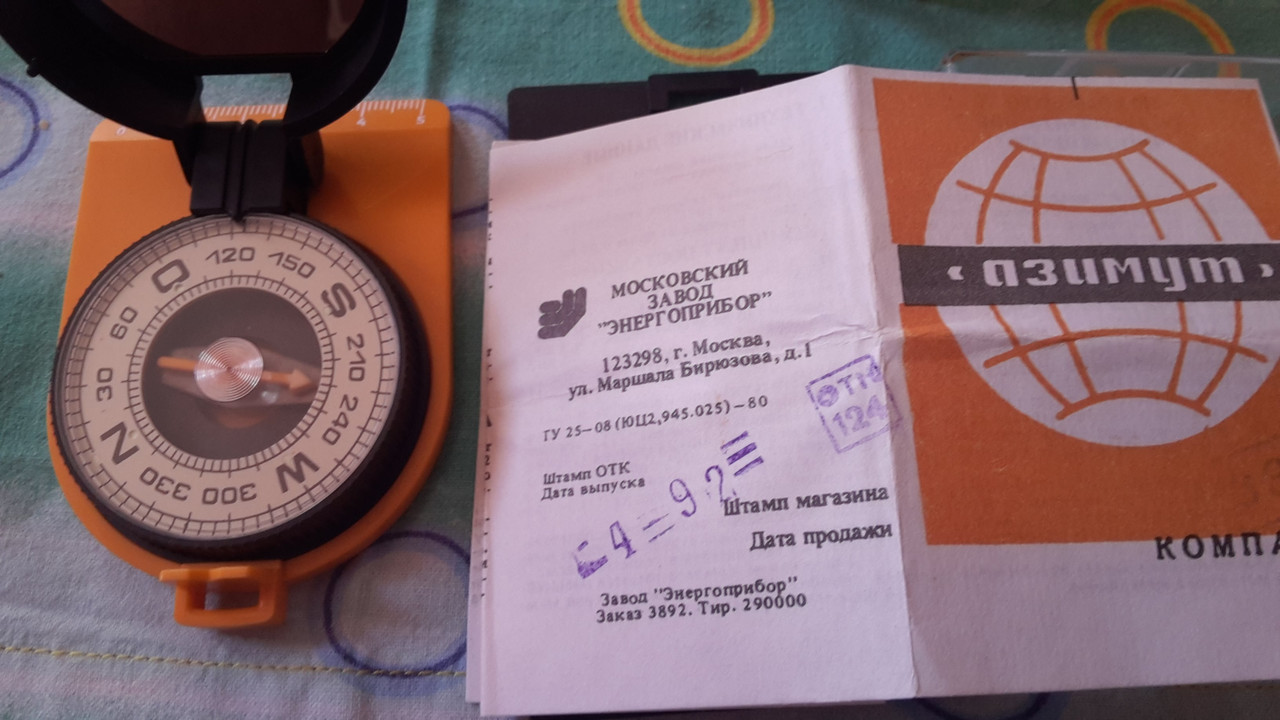 N 30 60 O 120 150 S 210 240 W 300 330
МОСКОВСКИЙ
ЗАВОД
"ЭНЕРГОПРИБОР"
123298, г. Москва,
ул. Маршала Бирюзова, д.1
ТУ 25—08 (ЮЦ2,945.025)—80
ОТК
124
Штамп ОТК
Дата выпуска
Штамп магазина
Дата продажи
Завод "Энергоприбор"
Заказ 3892. Тир. 290000
‹ азимут ›
КОМПА